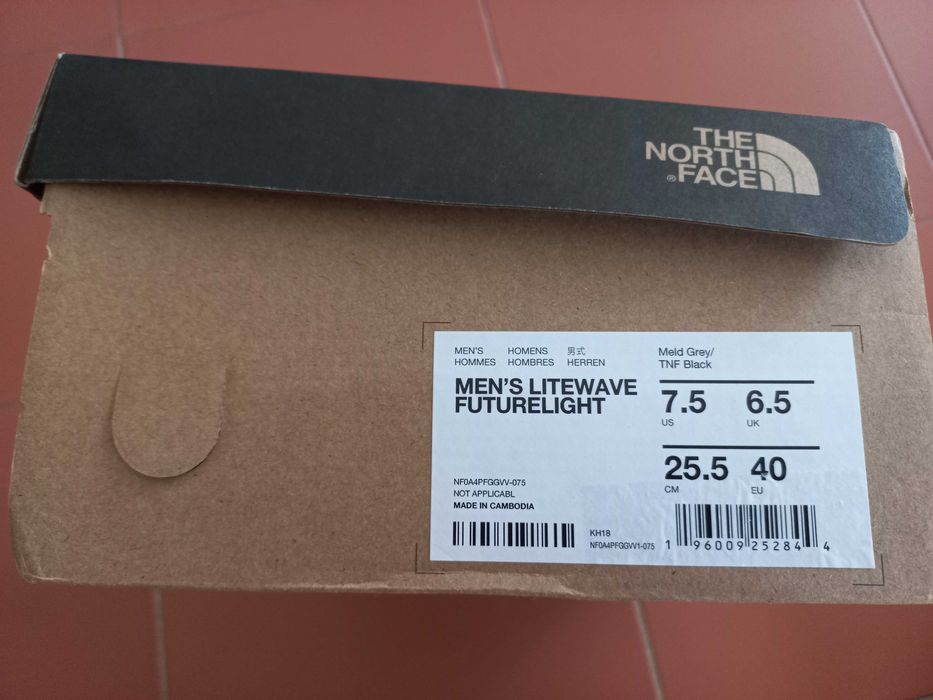 THE
NORTH
® FACE
MEN'S HOMENS 男式
HOMMES HOMBRES HERREN
MEN'S LITEWAVE
FUTURELIGHT
Meld Grey/
TNF Black
7.5 6.5
US UK
25.5 40
CM EU
NF0A4PFGGVV-075
NOT APPLICABL
MADE IN CAMBODIA
KH18
NF0A4PFGGVV1-075
1 96009 25284 4